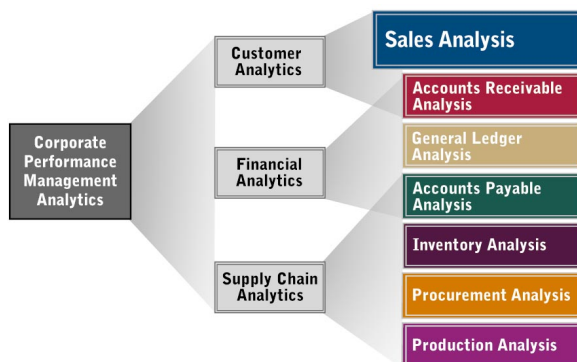 Corporate
Performance
Management
Analytics
Customer
Analytics
Financial
Analytics
Supply Chain
Analytics
Sales Analysis
Accounts Receivable
Analysis
General Ledger
Analysis
Accounts Payable
Analysis
Inventory Analysis
Procurement Analysis
Production Analysis